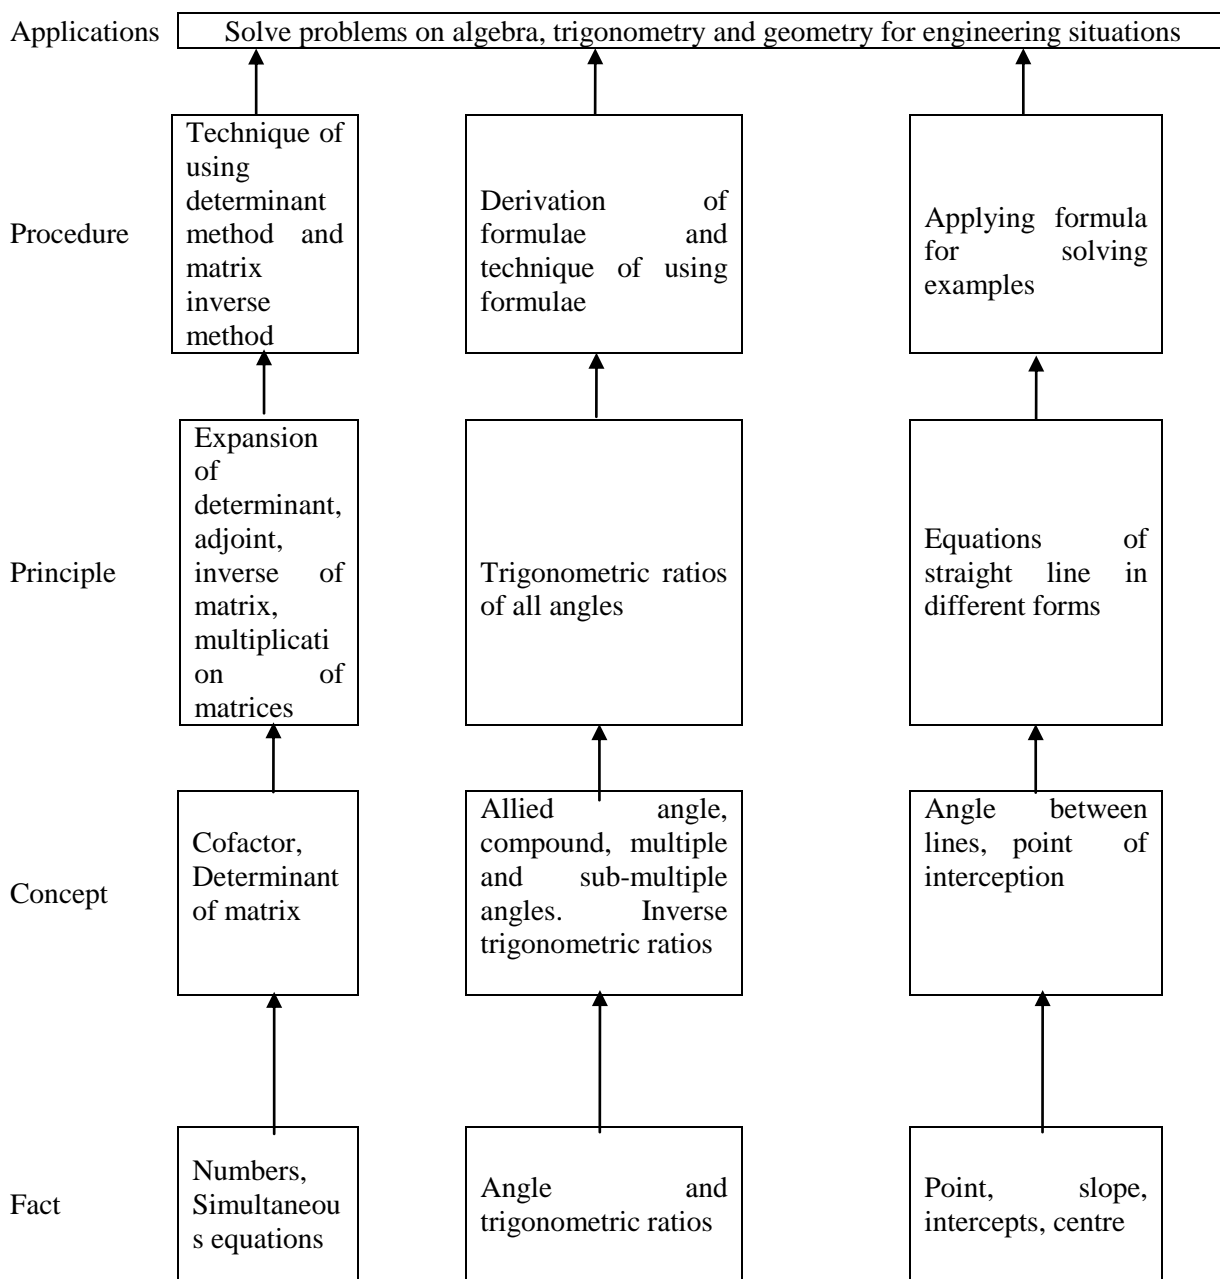 Applications
Solve problems on algebra, trigonometry and geometry for engineering situations
Procedure
Technique of
using
determinant
method and
matrix
inverse
method
Derivation of
formulae and
technique of using
formulae
Applying formula
for solving
examples
Principle
Expansion
of
determinant,
adjoint,
inverse of
matrix,
multiplicati
on of
matrices
Trigonometric ratios
of all angles
Equations of
straight line in
different forms
Concept
Cofactor,
Determinant
of matrix
Allied angle,
compound, multiple
and sub-multiple
angles. Inverse
trigonometric ratios
Angle between
lines, point of
interception
Fact
Numbers,
Simultaneou
s equations
Angle and
trigonometric ratios
Point, slope,
intercepts, centre